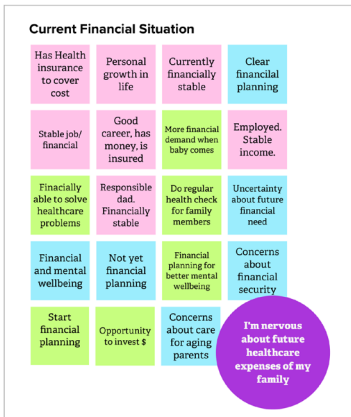 Current Financial Situation
Has Health
insurance
to cover
cost
Personal
growth in
life
Currently
financially
stable
Clear
financilal
planning
Stable job/
financial
Good
career, has
money, is
insured
More financial
demand when
baby comes
Employed.
Stable
income.
Finacially
able to solve
healthcare
problems
Responsible
dad.
Financially
stable
Do regular
health check
for family
members
Uncertainty
about future
financial
need
Financial
and mental
wellbeing
Not yet
financial
planning
Financial
planning for
better mental
wellbeing
Concerns
about
financial
security
Start
financial
planning
Opportunity
to invest $
Concerns
about care
for aging
parents
I'm nervous
about future
healthcare
expenses of my
family